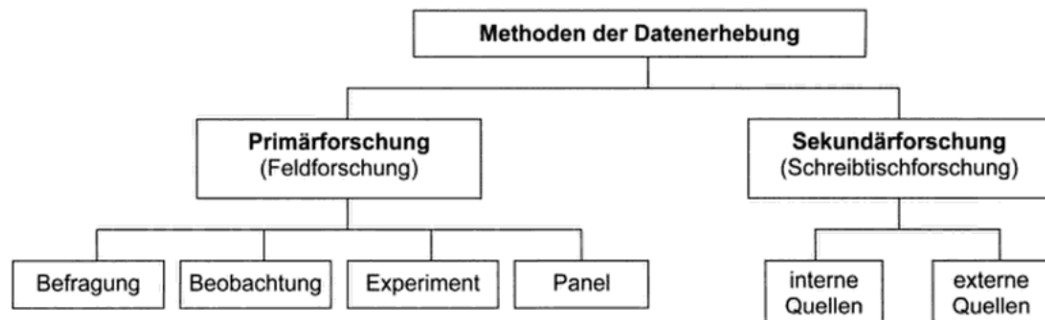 Methoden der Datenerhebung
Primärforschung
(Feldforschung)
Sekundärforschung
(Schreibtischforschung)
Befragung
Beobachtung
Experiment
Panel
interne
Quellen
externe
Quellen